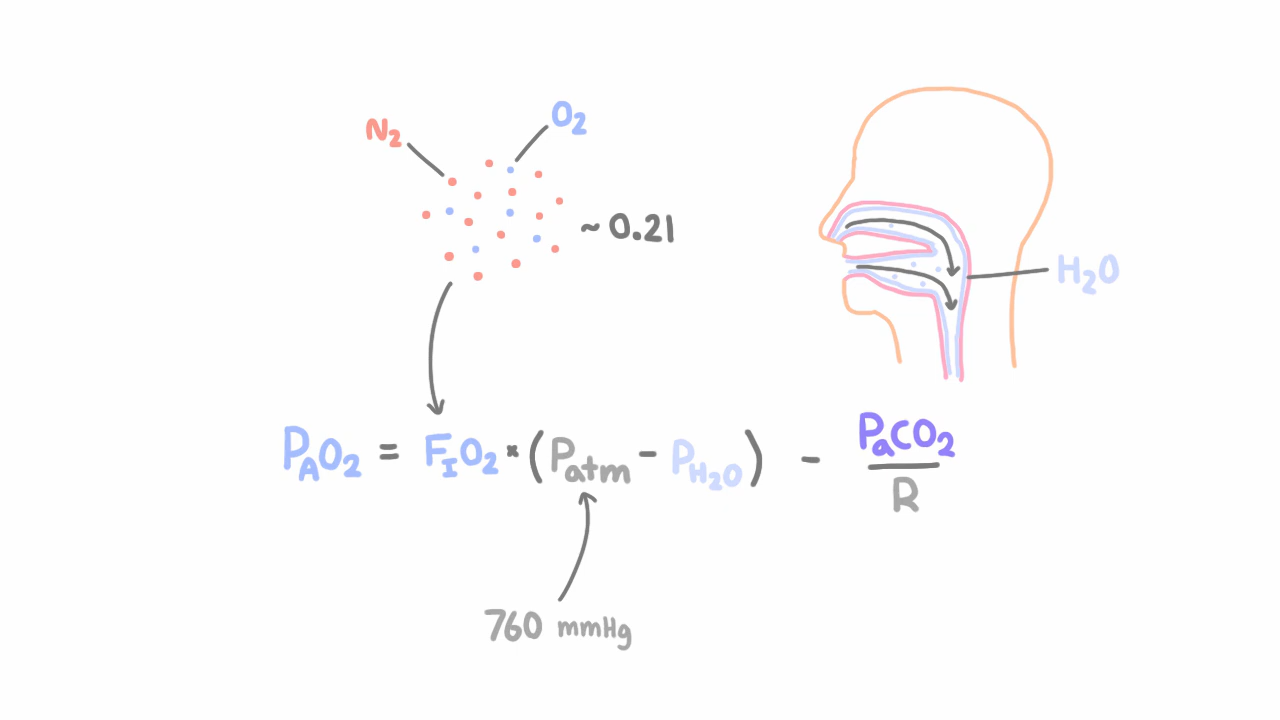 N₂
O₂
~ 0.21
H₂O
PAO₂ = FIO₂ · (Patm - PH₂O) - PaCO₂ / R
760 mmHg